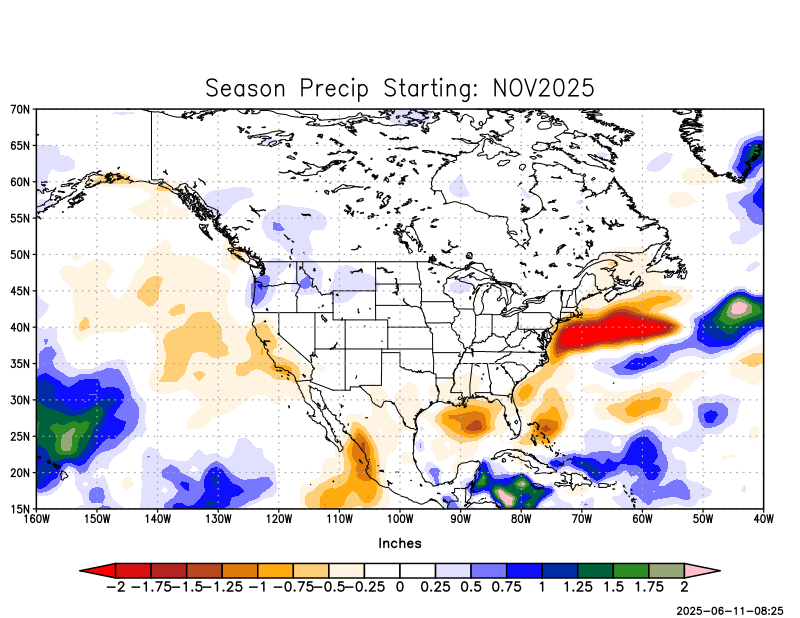 Season Precip Starting: NOV2025
70N
65N
60N
55N
50N
45N
40N
35N
30N
25N
20N
15N
160W 150W 140W 130W 120W 110W 100W 90W 80W 70W 60W 50W 40W
Inches
-2 -1.75 -1.5 -1.25 -1 -0.75 -0.5 -0.25 0 0.25 0.5 0.75 1 1.25 1.5 1.75 2
2025-06-11-08:25